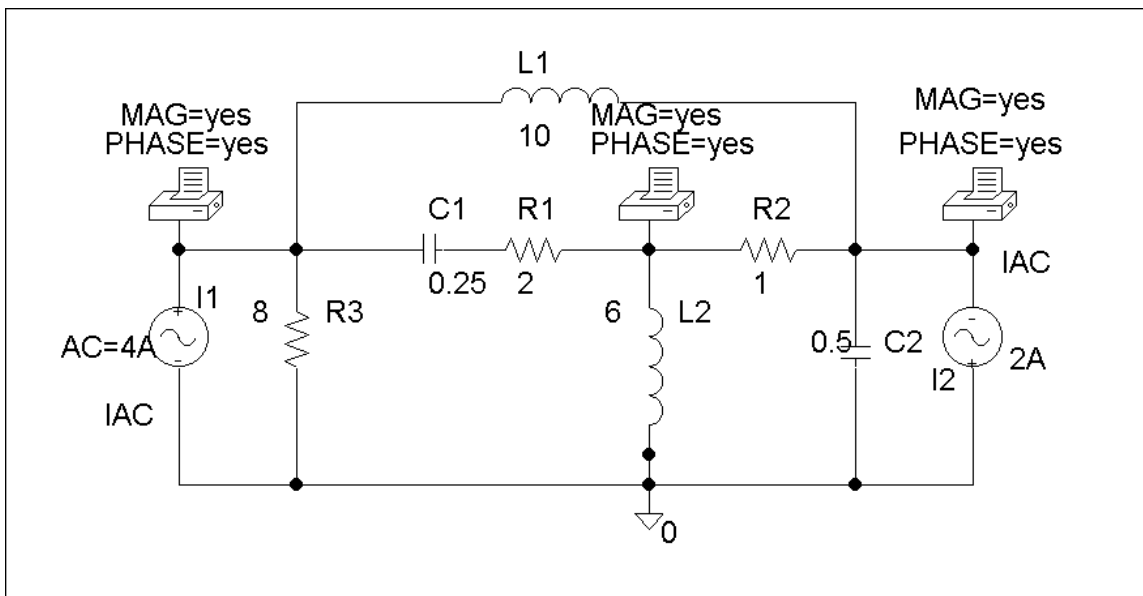 L1
MAG=yes
PHASE=yes
10
MAG=yes
PHASE=yes
MAG=yes
PHASE=yes
C1
R1
R2
0.25
2
1
IAC
I1
8
R3
6
L2
AC=4A
0.5
C2
I2
2A
IAC
0